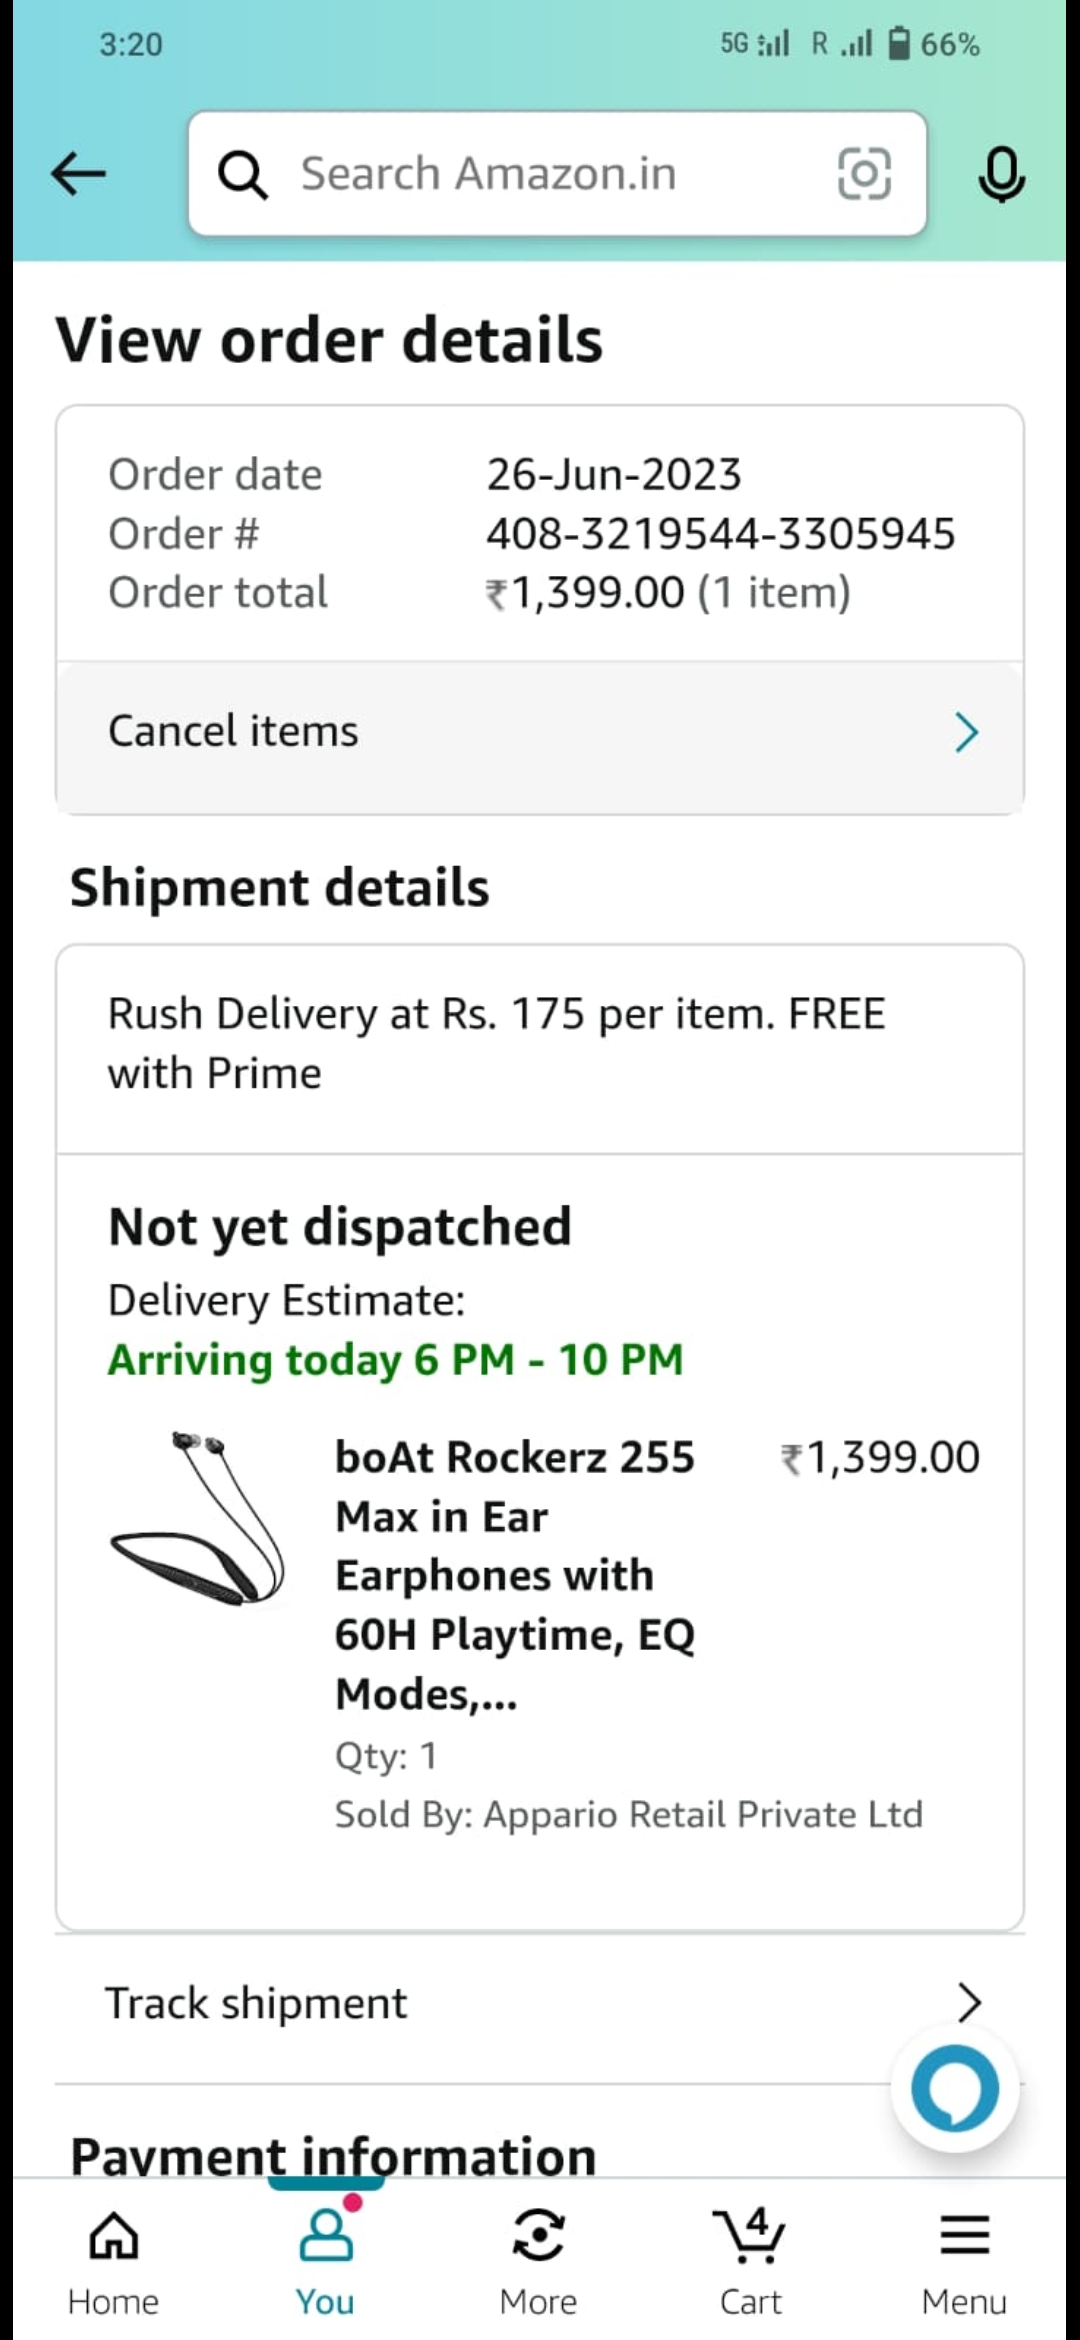 3:20 5G R 66%
Search Amazon.in
View order details
Order date 26-Jun-2023
Order # 408-3219544-3305945
Order total ₹1,399.00 (1 item)
Cancel items
Shipment details
Rush Delivery at Rs. 175 per item. FREE
with Prime
Not yet dispatched
Delivery Estimate:
Arriving today 6 PM - 10 PM
boAt Rockerz 255 ₹1,399.00
Max in Ear
Earphones with
60H Playtime, EQ
Modes,...
Qty: 1
Sold By: Appario Retail Private Ltd
Track shipment
Payment information
4
Home You More Cart Menu